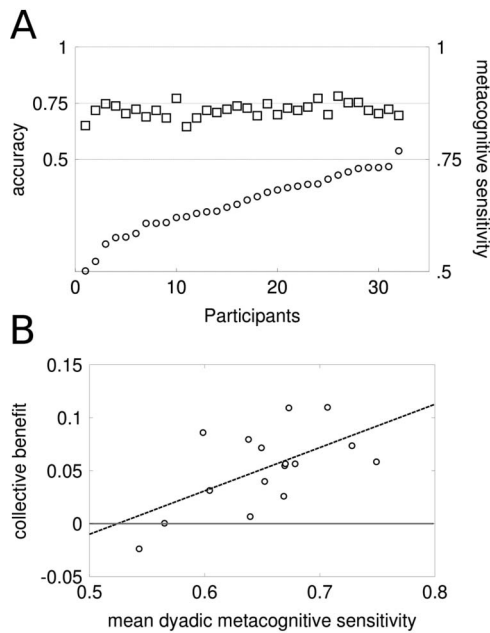 A
1
1
0.75
accuracy
metacognitive sensitivity
0.5
0.75
.5
0
10
20
30
Participants
B
0.15
0.1
collective benefit
0.05
0
-0.05
0.5
0.6
0.7
0.8
mean dyadic metacognitive sensitivity